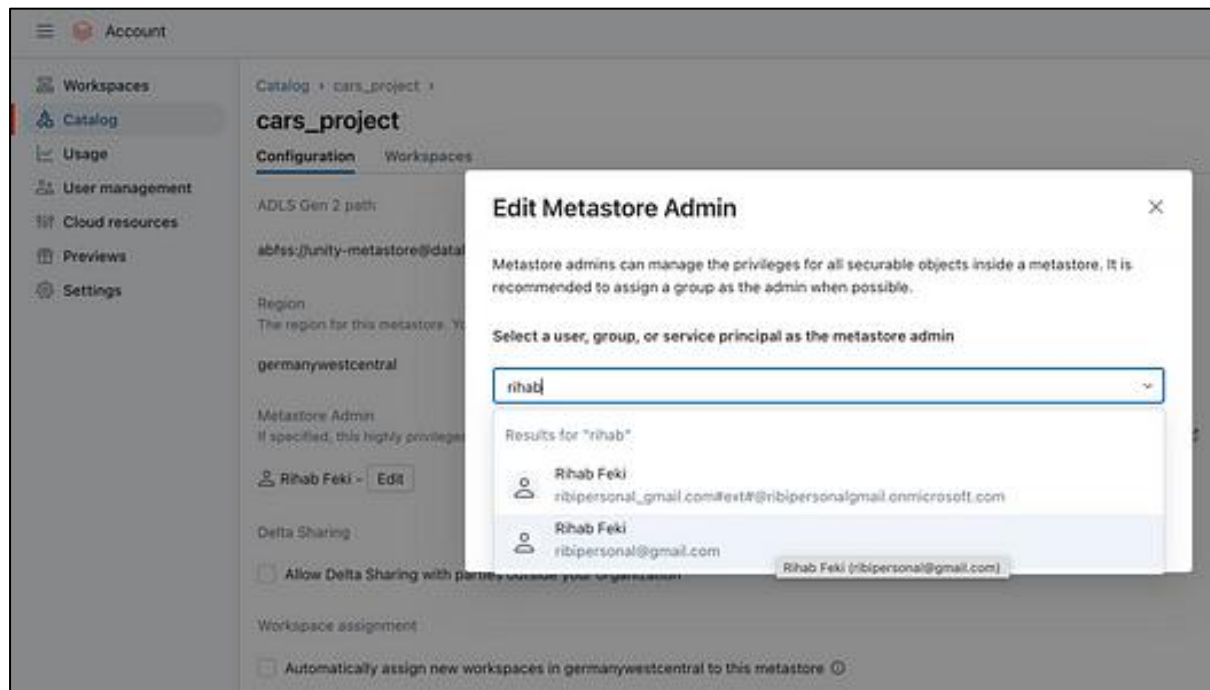 Account
Workspaces
Catalog
Usage
User management
Cloud resources
Previews
Settings
Catalog › cars_project ›
cars_project
Configuration Workspaces
ADLS Gen 2 path
abfss://unity-metastore@datal
Region
The region for this metastore. Yo
germanywestcentral
Metastore Admin
If specified, this highly privileged
Rihab Feki - Edit
Delta Sharing
Allow Delta Sharing with parties outside your organization
Workspace assignment
Automatically assign new workspaces in germanywestcentral to this metastore
Edit Metastore Admin
Metastore admins can manage the privileges for all securable objects inside a metastore. It is
recommended to assign a group as the admin when possible.
Select a user, group, or service principal as the metastore admin
rihab
Results for "rihab"
Rihab Feki
ribipersonal_gmail.com#ext#@ribipersonalgmail.onmicrosoft.com
Rihab Feki
ribipersonal@gmail.com
Rihab Feki (ribipersonal@gmail.com)